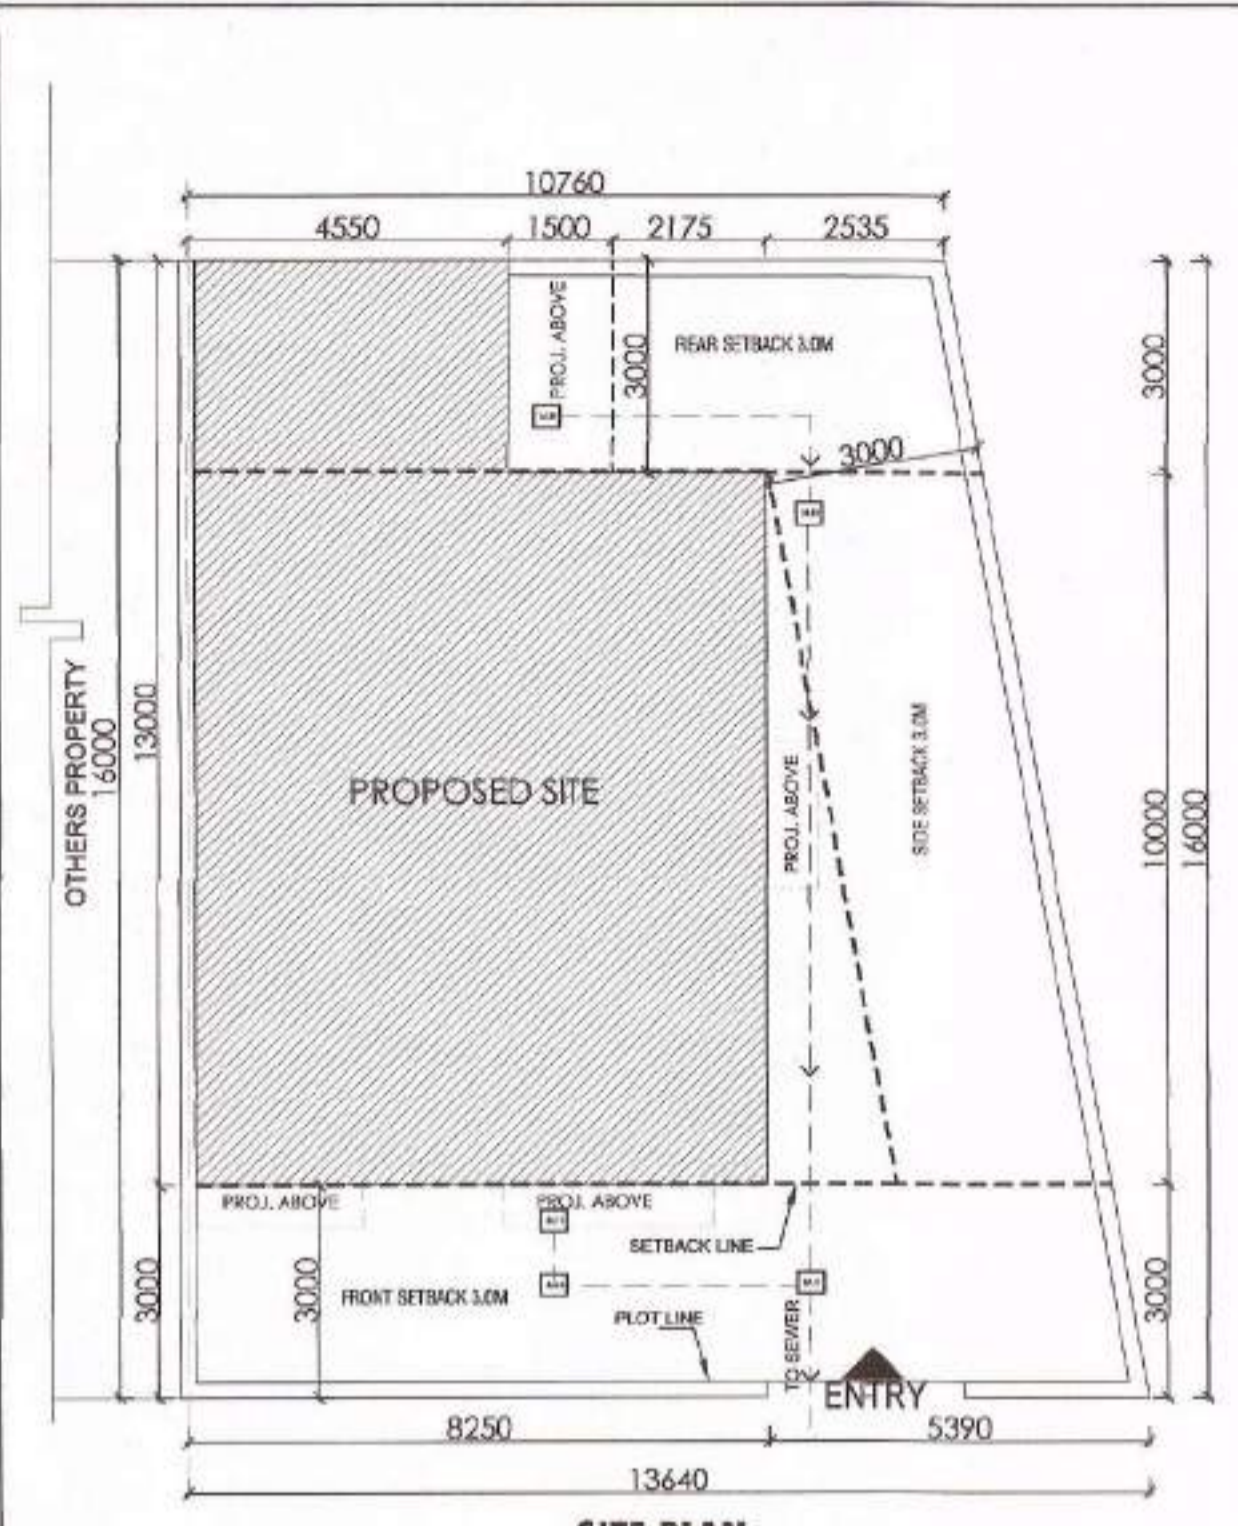 10760
4550 1500 2175 2535
PROJ. ABOVE
3000
REAR SETBACK 3.0M
3000
3000
OTHERS PROPERTY
16000
13000
PROPOSED SITE
PROJ. ABOVE
SIDE SETBACK 3.0M
10000
16000
PROJ. ABOVE PROJ. ABOVE
SETBACK LINE
3000
3000
FRONT SETBACK 3.0M
PLOT LINE
TO SEWER
3000
ENTRY
8250 5390
13640
SITE PLAN